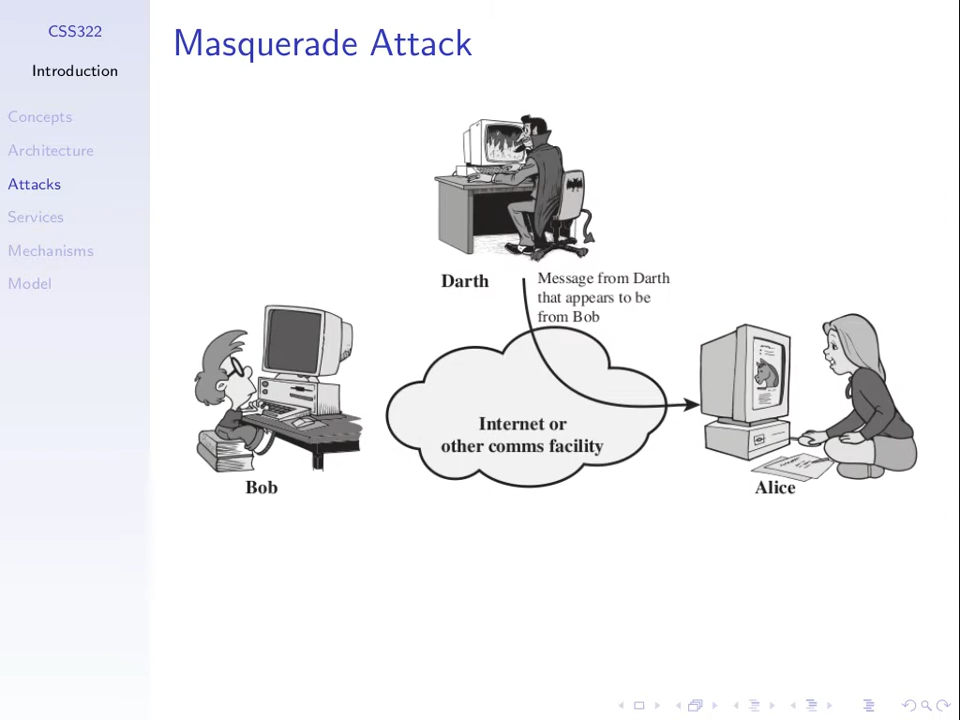 CSS322
Introduction
Concepts
Architecture
Attacks
Services
Mechanisms
Model
Masquerade Attack
Darth
Message from Darth
that appears to be
from Bob
Internet or
other comms facility
Bob
Alice